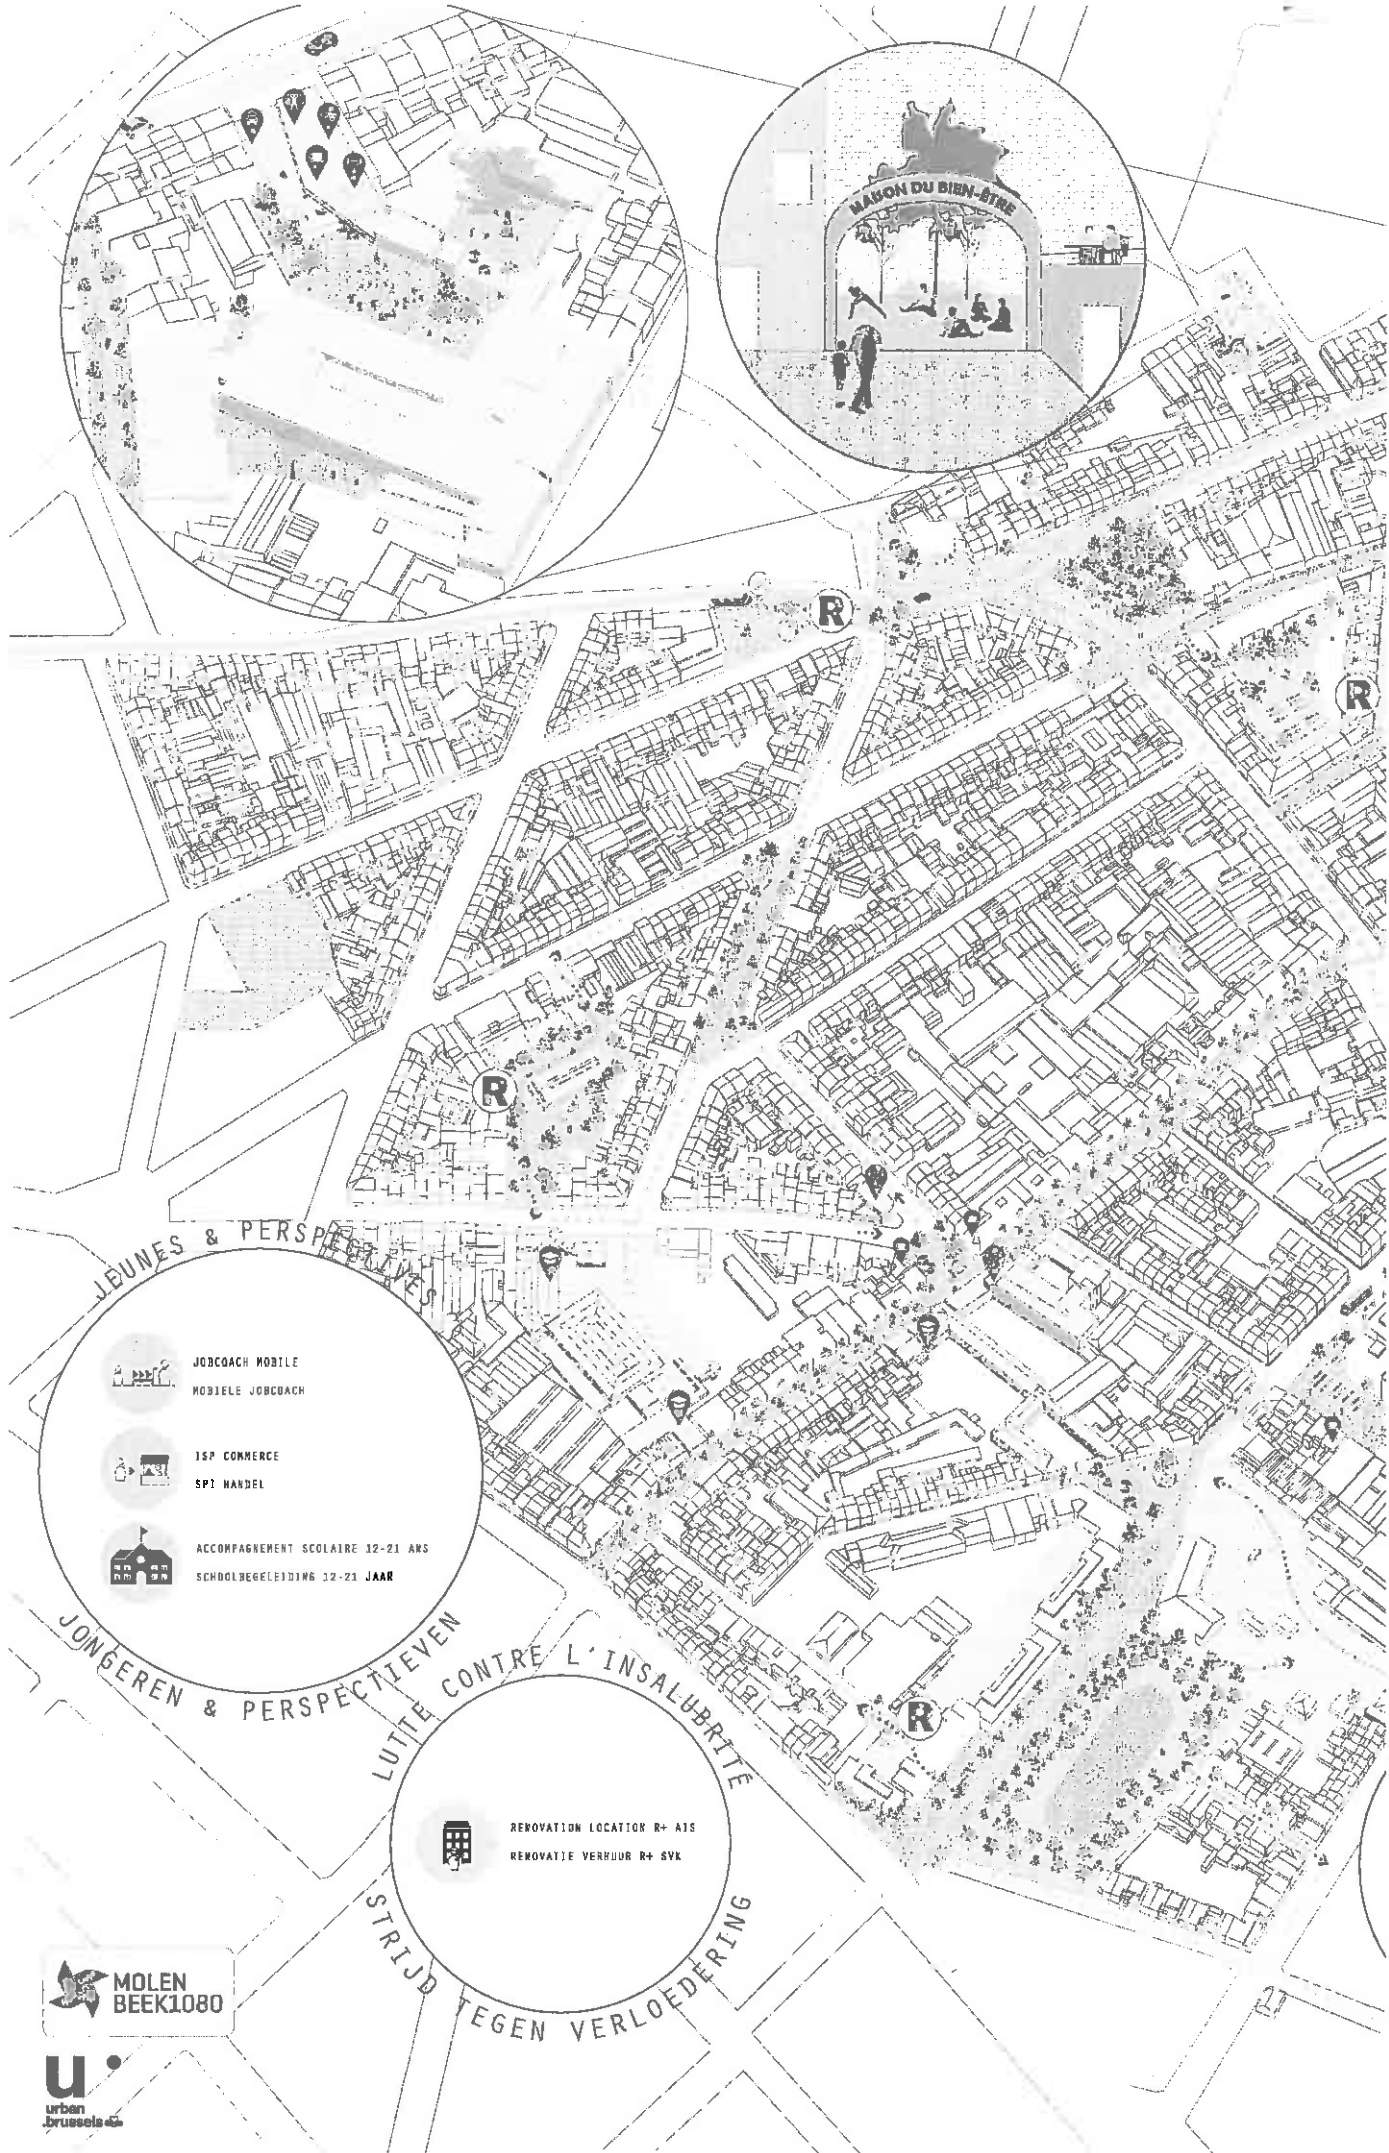 MAISON DU BIEN-ÊTRE
R
R
R
JEUNES & PERSPECTIVES
JOBCOACH MOBILE
MOBIELE JOBCOACH
ISP COMMERCE
SPI HANDEL
ACCOMPAGNEMENT SCOLAIRE 12-21 ANS
SCHOOLBEGELEIDING 12-21 JAAR
JONGEREN & PERSPECTIEVEN
LUTTE CONTRE L'INSALUBRITÉ
R
RENOVATION LOCATION R+ AIS
RENOVATIE VERHUUR R+ SVK
STRIJD TEGEN VERLOEDERING
MOLEN
BEEK1080
u
urban
.brussels